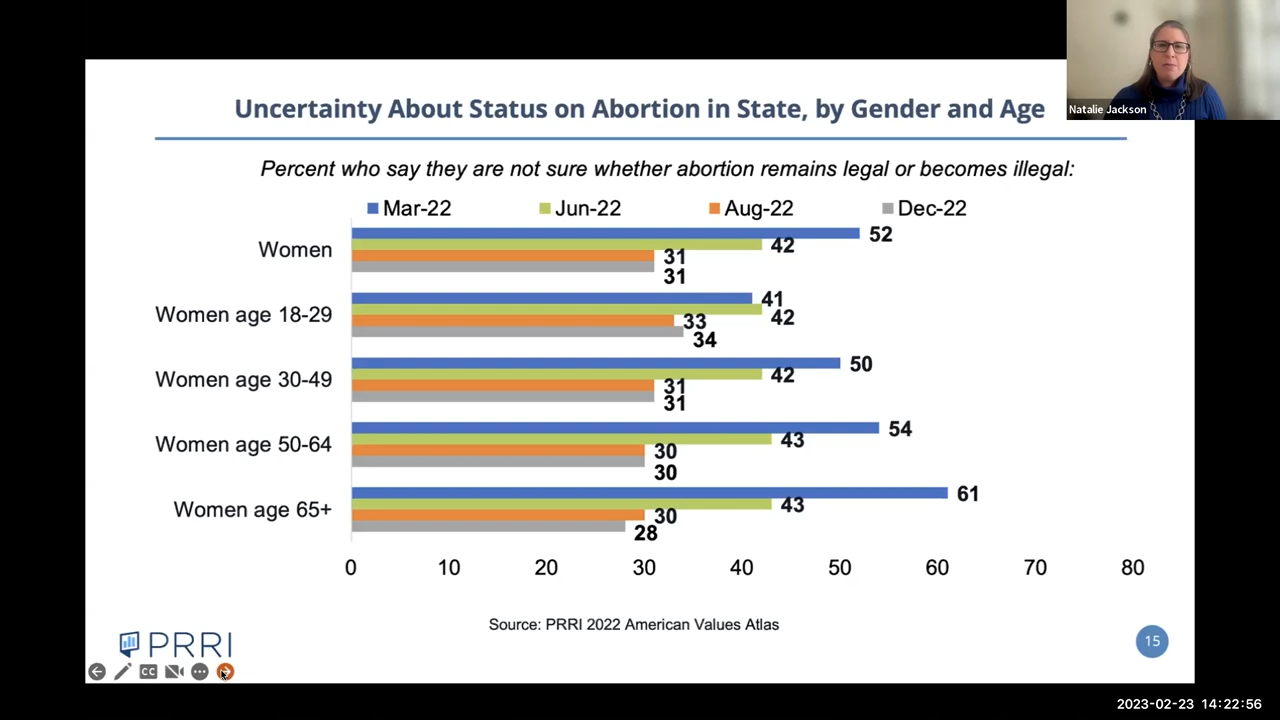 Natalie Jackson
Uncertainty About Status on Abortion in State, by Gender and Age
Percent who say they are not sure whether abortion remains legal or becomes illegal:
Mar-22 Jun-22 Aug-22 Dec-22
Women
52
42
31
31
Women age 18-29
41
42
33
34
Women age 30-49
50
42
31
31
Women age 50-64
54
43
30
30
Women age 65+
61
43
30
28
0 10 20 30 40 50 60 70 80
Source: PRRI 2022 American Values Atlas
PRRI
15
CC
2023-02-23 14:22:56